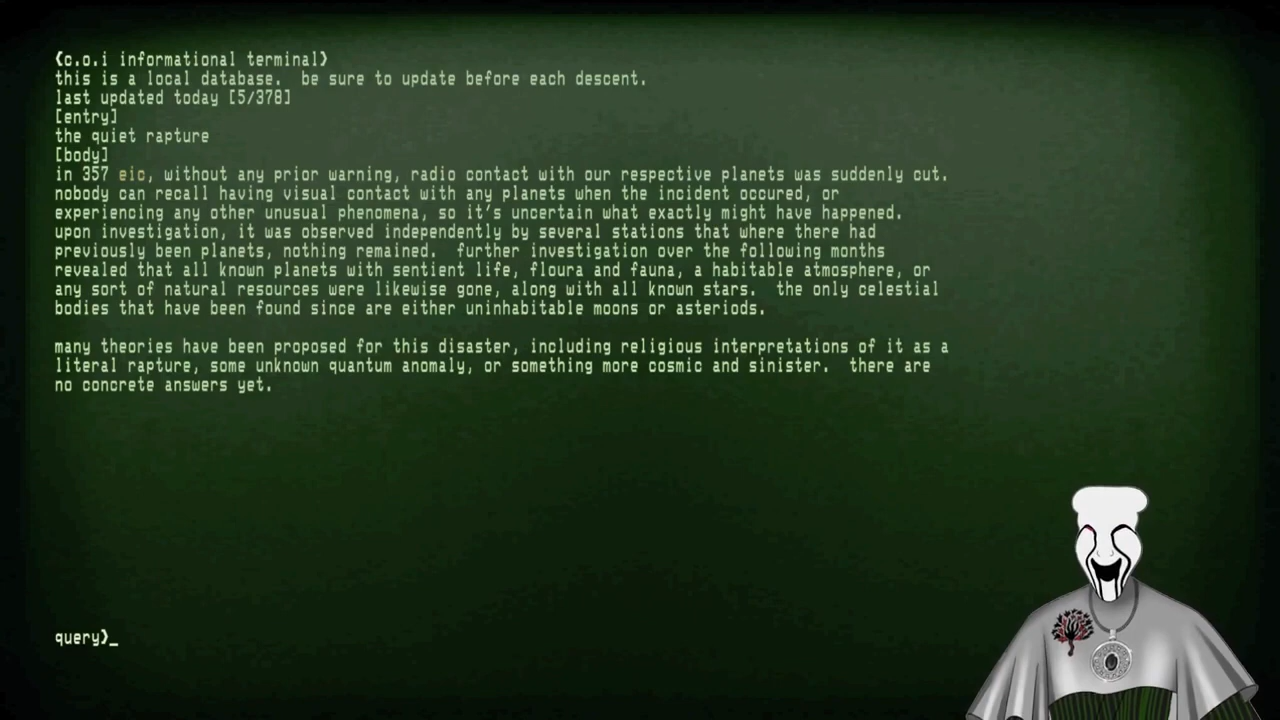 {c.o.i informational terminal}
this is a local database.  be sure to update before each descent.
last updated today [5/378]
[entry]
the quiet rapture
[body]
in 357 eic, without any prior warning, radio contact with our respective planets was suddenly out.
nobody can recall having visual contact with any planets when the incident occured, or
experiencing any other unusual phenomena, so it's uncertain what exactly might have happened.
upon investigation, it was observed independently by several stations that where there had
previously been planets, nothing remained.  further investigation over the following months
revealed that all known planets with sentient life, floura and fauna, a habitable atmosphere, or
any sort of natural resources were likewise gone, along with all known stars.  the only celestial
bodies that have been found since are either uninhabitable moons or asteriods.
many theories have been proposed for this disaster, including religious interpretations of it as a
literal rapture, some unknown quantum anomaly, or something more cosmic and sinister.  there are
no concrete answers yet.
query}_